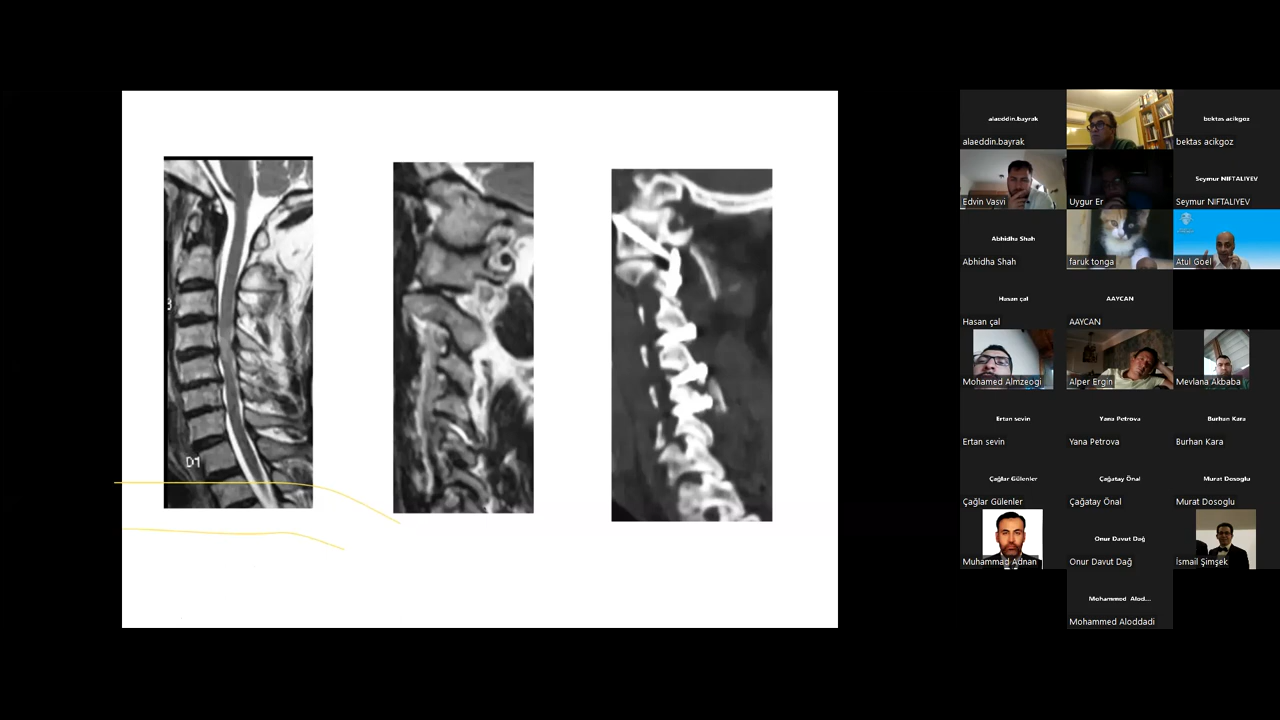 3
D1
alaeddin.bayrak
alaeddin.bayrak
bektas acikgoz
bektas acikgoz
Edvin Vasvi
Uygur Er
Seymur NIFTALIYEV
Seymur NIFTALIYEV
Abhidha Shah
Abhidha Shah
faruk tonga
Atul Goel
Hasan çal
Hasan çal
AAYCAN
AAYCAN
Mohamed Almzeogi
Alper Ergin
Mevlana Akbaba
Ertan sevin
Ertan sevin
Yana Petrova
Yana Petrova
Burhan Kara
Burhan Kara
Çağlar Gülenler
Çağlar Gülenler
Çağatay Önal
Çağatay Önal
Murat Dosoglu
Murat Dosoglu
Muhammad Adnan
Onur Davut Dağ
Onur Davut Dağ
İsmail Şimşek
Mohammed Alod...
Mohammed Aloddadi